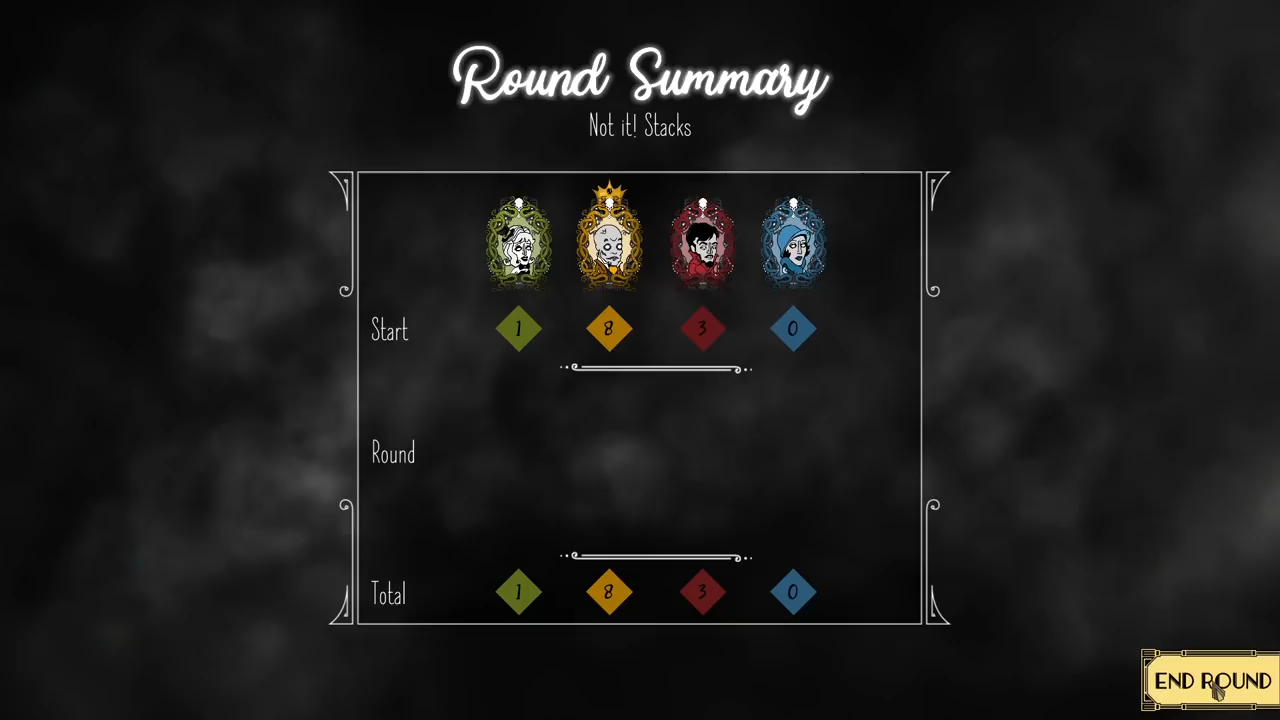 Round Summary
Not it! Stacks
Start 1 8 3 0
Round
Total 1 8 3 0
END ROUND